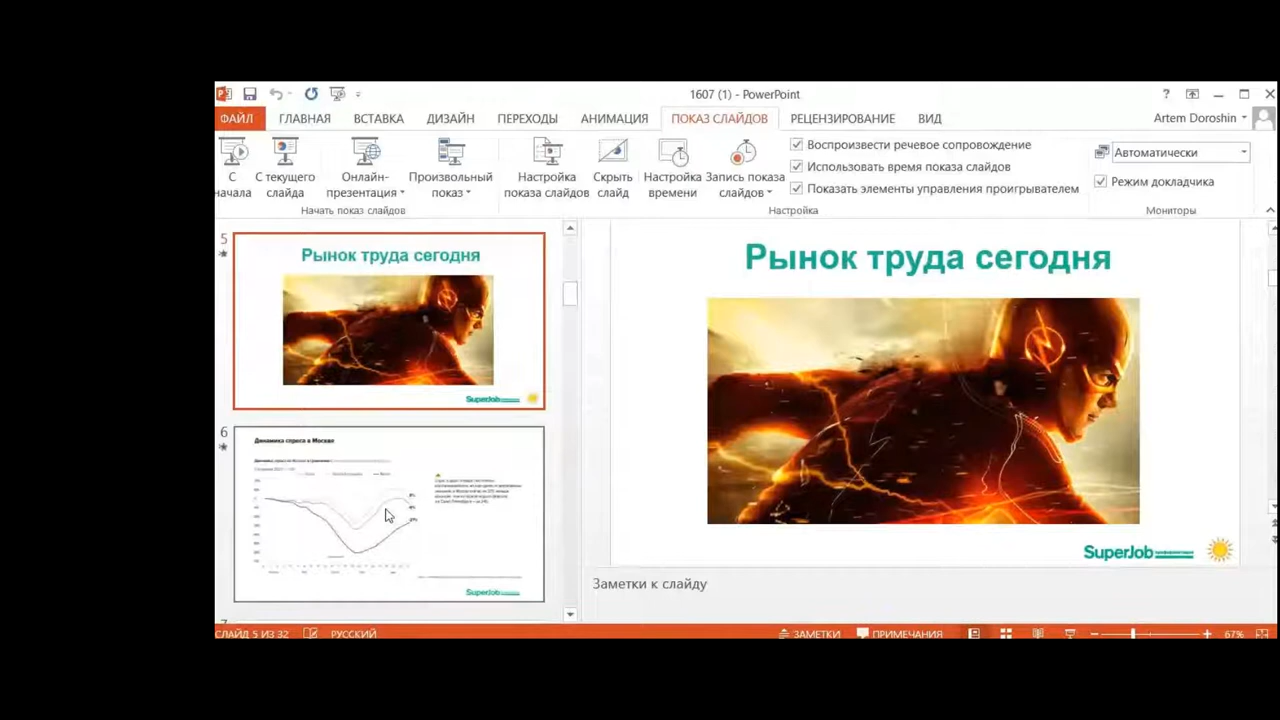 1607 (1) - PowerPoint
?
ФАЙЛ ГЛАВНАЯ ВСТАВКА ДИЗАЙН ПЕРЕХОДЫ АНИМАЦИЯ ПОКАЗ СЛАЙДОВ РЕЦЕНЗИРОВАНИЕ ВИД Artem Doroshin
С начала
С текущего слайда
Онлайн-презентация
Произвольный показ
Настройка показа слайдов
Скрыть слайд
Настройка времени
Запись показа слайдов
Воспроизвести речевое сопровождение
Использовать время показа слайдов
Показать элементы управления проигрывателем
Автоматически
Режим докладчика
Начать показ слайдов
Настройка
Мониторы
5
Рынок труда сегодня
SuperJob
6
Динамика спроса в Москве
SuperJob
7
Рынок труда сегодня
SuperJob
Заметки к слайду
СЛАЙД 5 ИЗ 32 РУССКИЙ ЗАМЕТКИ ПРИМЕЧАНИЯ 67%